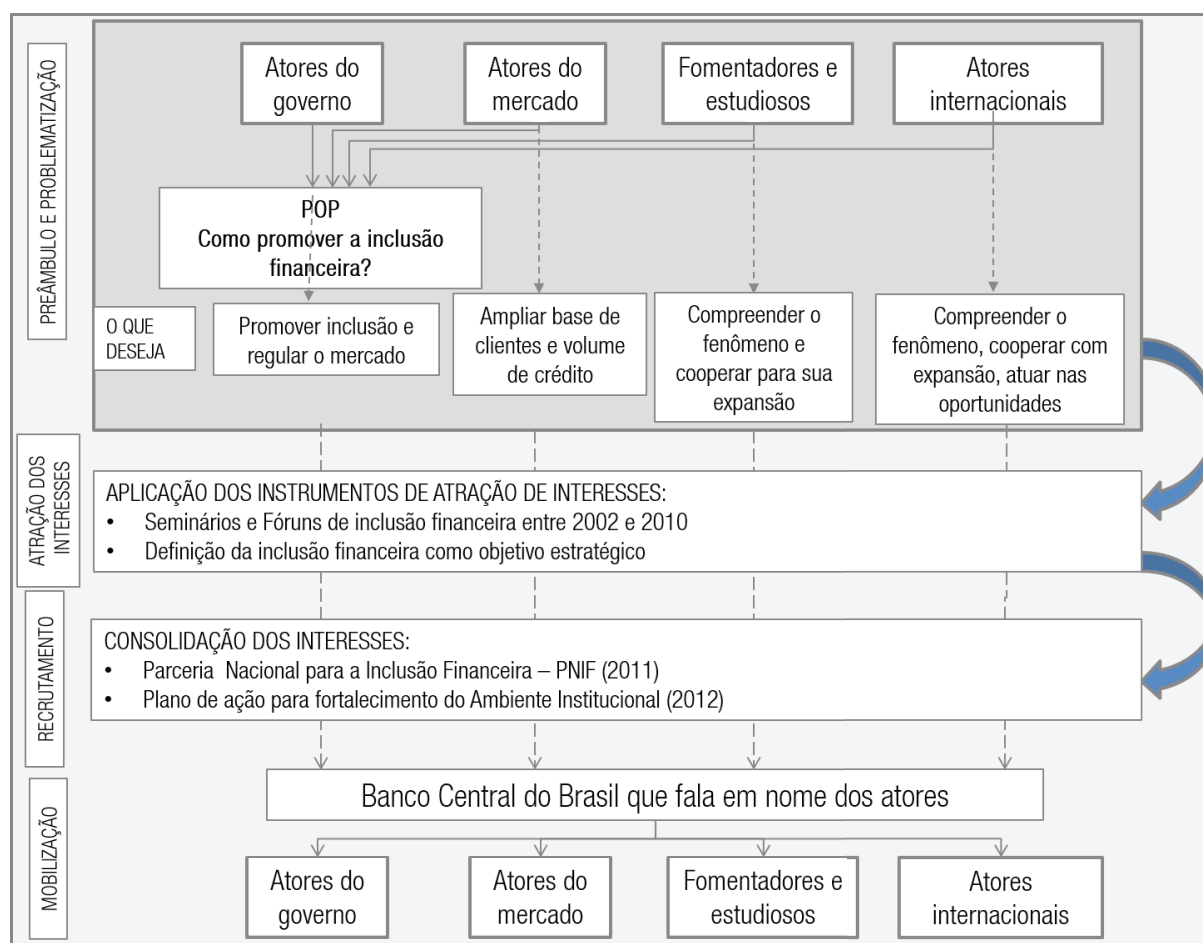 PREÂMBULO E PROBLEMATIZAÇÃO
Atores do
governo
Atores do
mercado
Fomentadores e
estudiosos
Atores
internacionais
POP
Como promover a inclusão
financeira?
O QUE
DESEJA
Promover inclusão e
regular o mercado
Ampliar base de
clientes e volume
de crédito
Compreender o
fenômeno e
cooperar para sua
expansão
Compreender o
fenômeno, cooperar com
expansão, atuar nas
oportunidades
ATRAÇÃO DOS
INTERESSES
APLICAÇÃO DOS INSTRUMENTOS DE ATRAÇÃO DE INTERESSES:
• Seminários e Fóruns de inclusão financeira entre 2002 e 2010
• Definição da inclusão financeira como objetivo estratégico
RECRUTAMENTO
CONSOLIDAÇÃO DOS INTERESSES:
• Parceria Nacional para a Inclusão Financeira – PNIF (2011)
• Plano de ação para fortalecimento do Ambiente Institucional (2012)
MOBILIZAÇÃO
Banco Central do Brasil que fala em nome dos atores
Atores do
governo
Atores do
mercado
Fomentadores e
estudiosos
Atores
internacionais